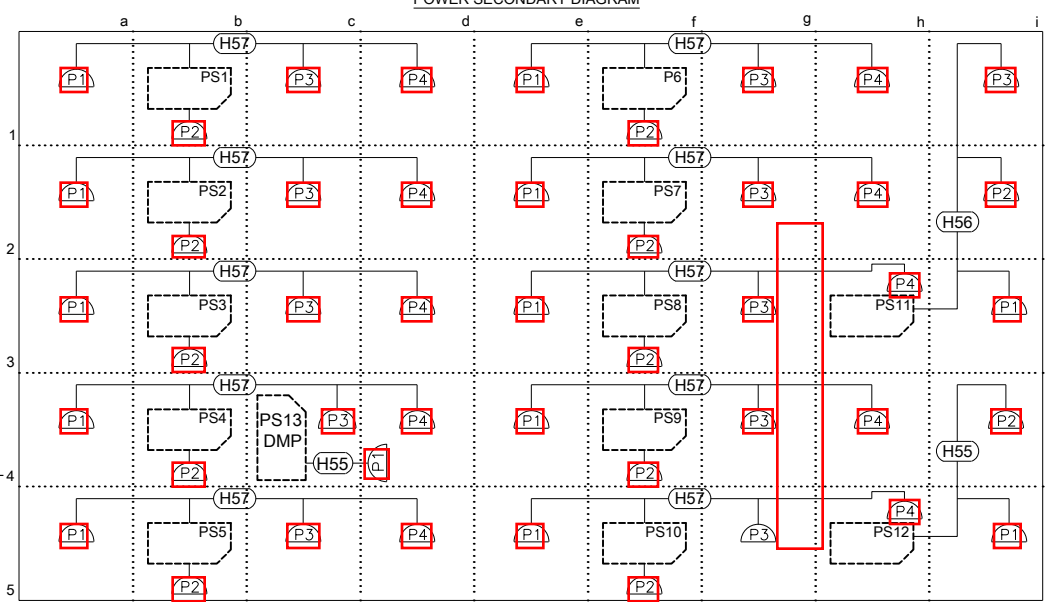 POWER SECONDARY DIAGRAM
a b c d e f g h i
H57 H57
P1 PS1 P3 P4 P1 P6 P3 P4 P3
P2 P2
1
H57 H57
P1 PS2 P3 P4 P1 PS7 P3 P4 P2
H56
P2 P2
2
H57 H57
P4
P1 PS3 P3 P4 P1 PS8 P3 PS11 P1
P2 P2
3
H57 H57
P1 PS4 PS13 P3 P4 P1 PS9 P3 P4 P2
DMP
H55 P1 H55
P2 P2
4
H57 H57
P4
P1 PS5 P3 P4 P1 PS10 P3 PS12 P1
P2 P2
5